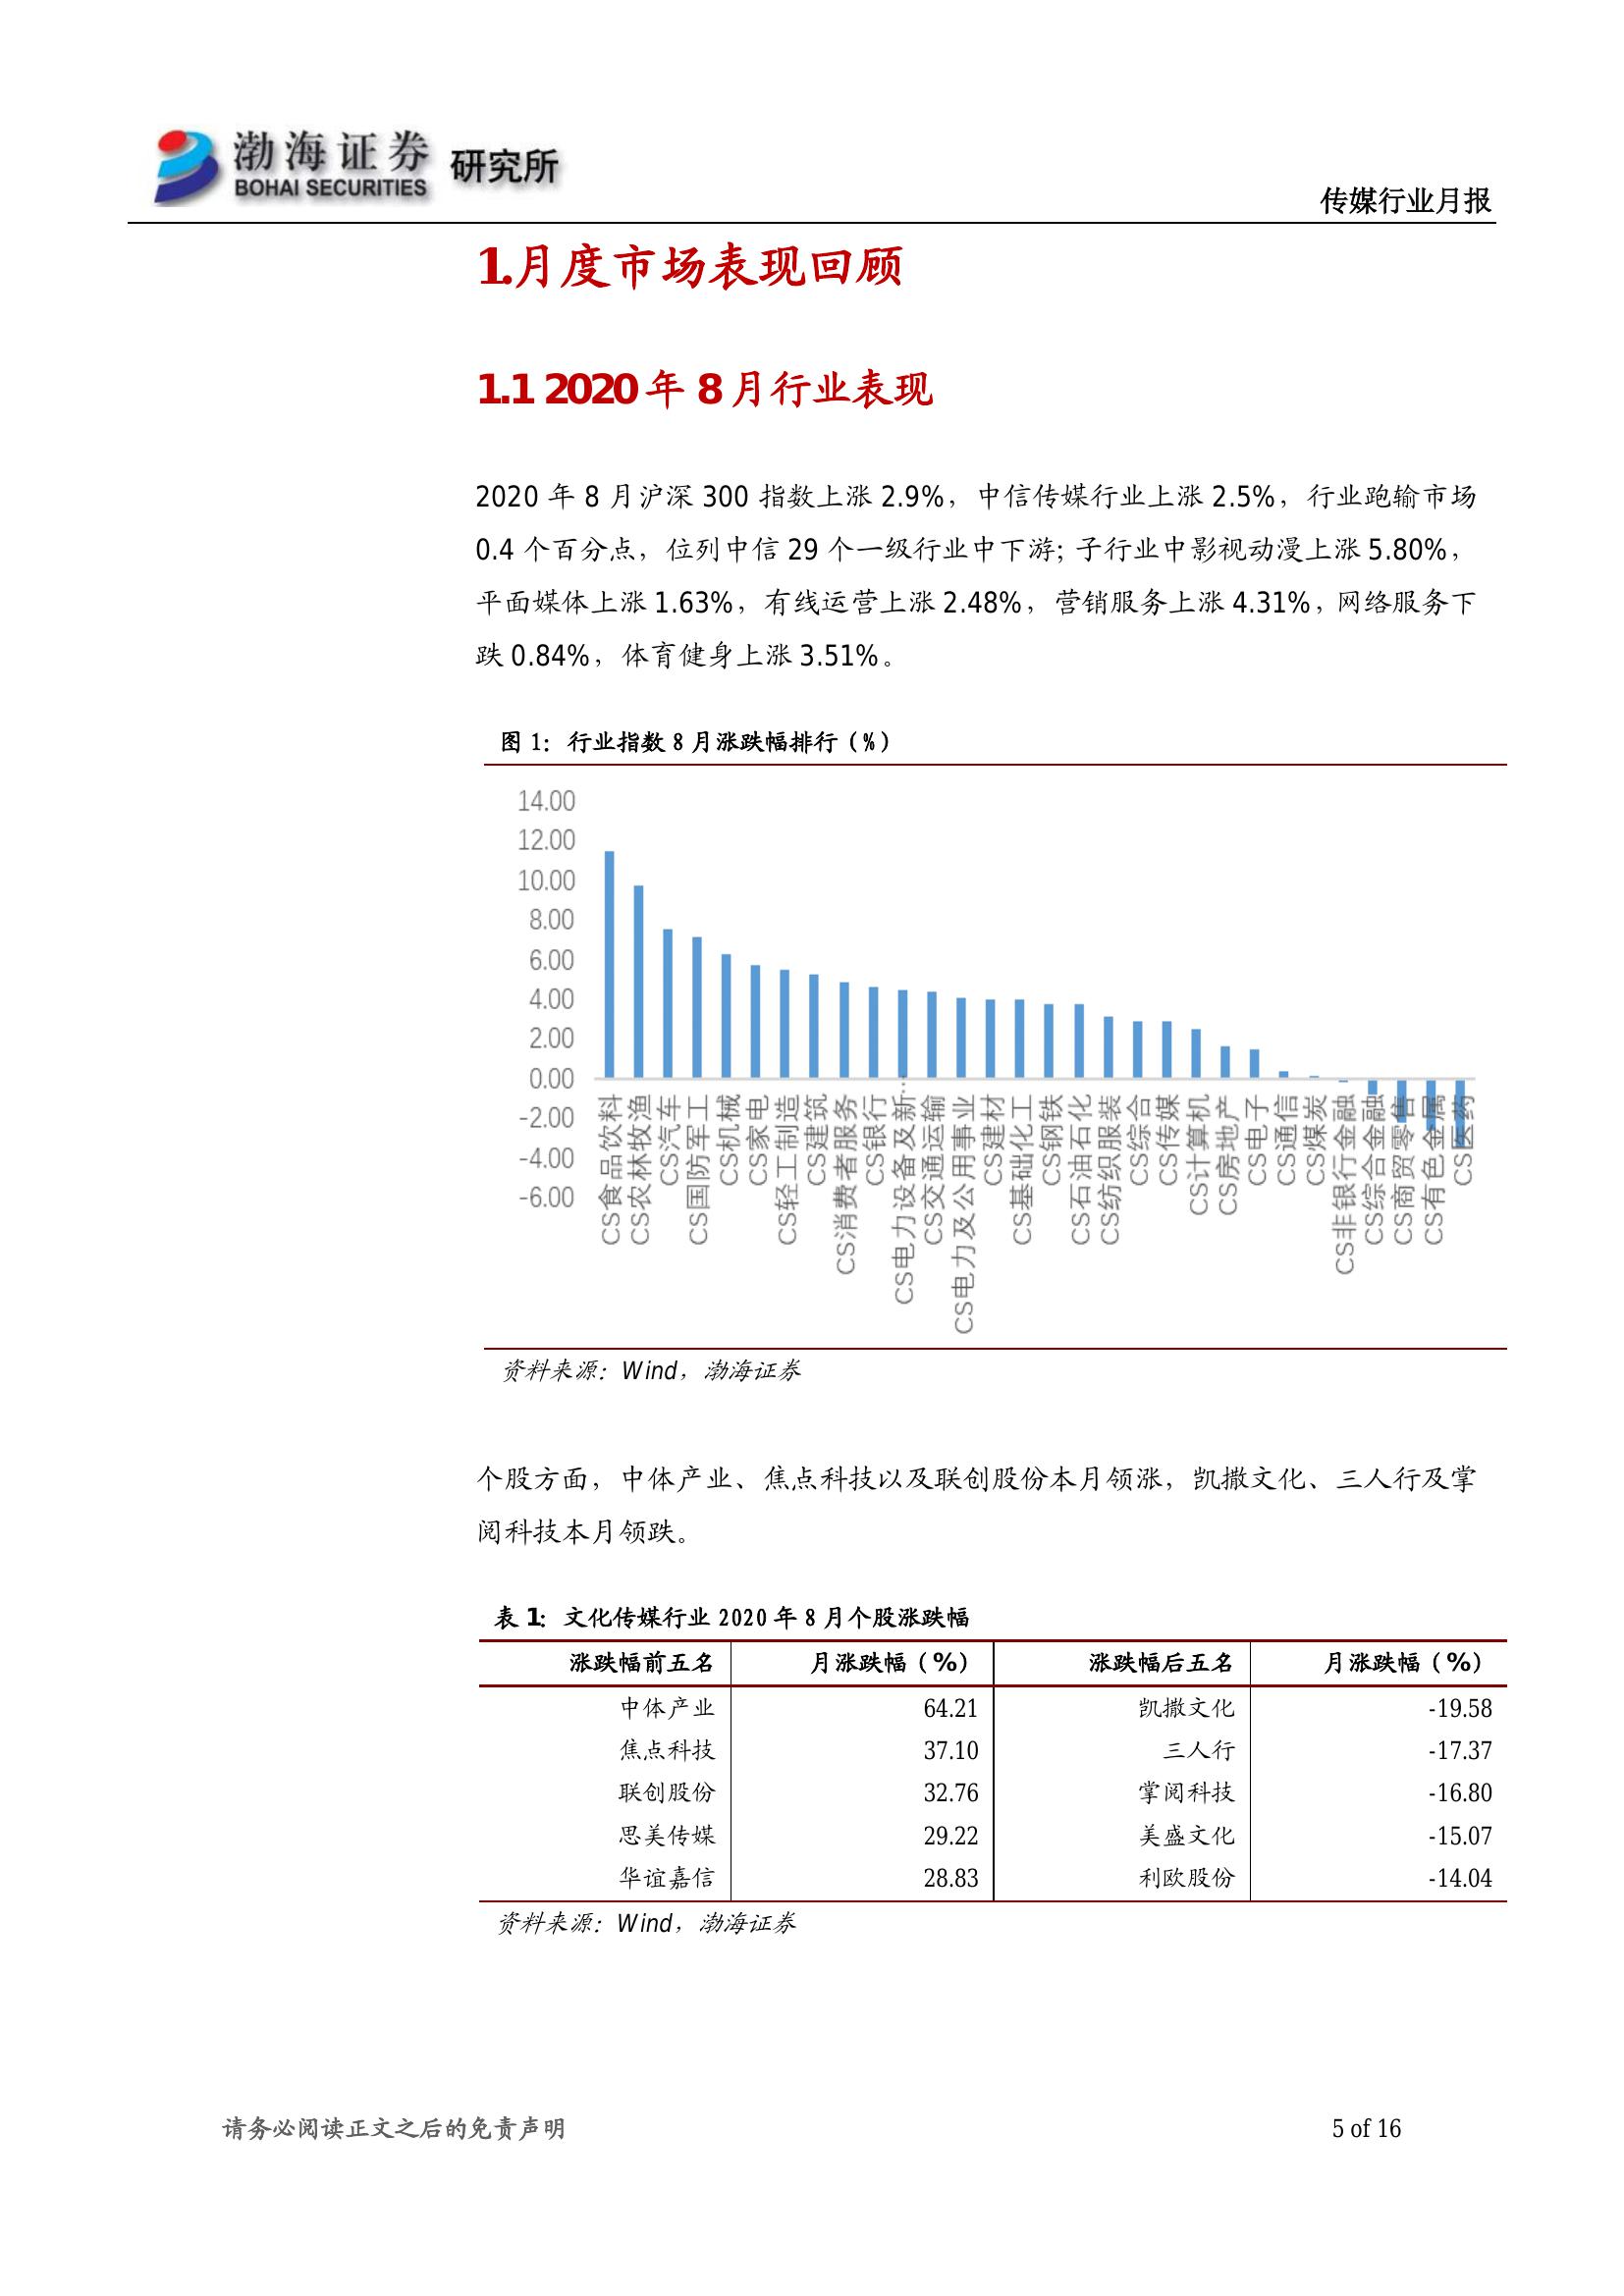 渤海证券 研究所
BOHAI SECURITIES
传媒行业月报
1.月度市场表现回顾
1.1 2020 年 8 月行业表现
2020 年 8 月沪深 300 指数上涨 2.9%，中信传媒行业上涨 2.5%，行业跑输市场
0.4 个百分点，位列中信 29 个一级行业中下游；子行业中影视动漫上涨 5.80%，
平面媒体上涨 1.63%，有线运营上涨 2.48%，营销服务上涨 4.31%，网络服务下
跌 0.84%，体育健身上涨 3.51%。
图 1：行业指数 8 月涨跌幅排行（%）
14.00
12.00
10.00
8.00
6.00
4.00
2.00
0.00
-2.00
-4.00
-6.00
CS食品饮料
CS农林牧渔
CS汽车
CS国防军工
CS机械
CS家电
CS轻工制造
CS建筑
CS消费者服务
CS银行
CS电力设备及新…
CS交通运输
CS电力及公用事业
CS建材
CS基础化工
CS钢铁
CS石油石化
CS纺织服装
CS综合
CS传媒
CS计算机
CS房地产
CS电子
CS通信
CS煤炭
CS非银行金融
CS综合金融
CS商贸零售
CS有色金属
CS医药
资料来源：Wind，渤海证券
个股方面，中体产业、焦点科技以及联创股份本月领涨，凯撒文化、三人行及掌
阅科技本月领跌。
表 1：文化传媒行业 2020 年 8 月个股涨跌幅
涨跌幅前五名 月涨跌幅（%） 涨跌幅后五名 月涨跌幅（%）
中体产业 64.21 凯撒文化 -19.58
焦点科技 37.10 三人行 -17.37
联创股份 32.76 掌阅科技 -16.80
思美传媒 29.22 美盛文化 -15.07
华谊嘉信 28.83 利欧股份 -14.04
资料来源：Wind，渤海证券
请务必阅读正文之后的免责声明 5 of 16